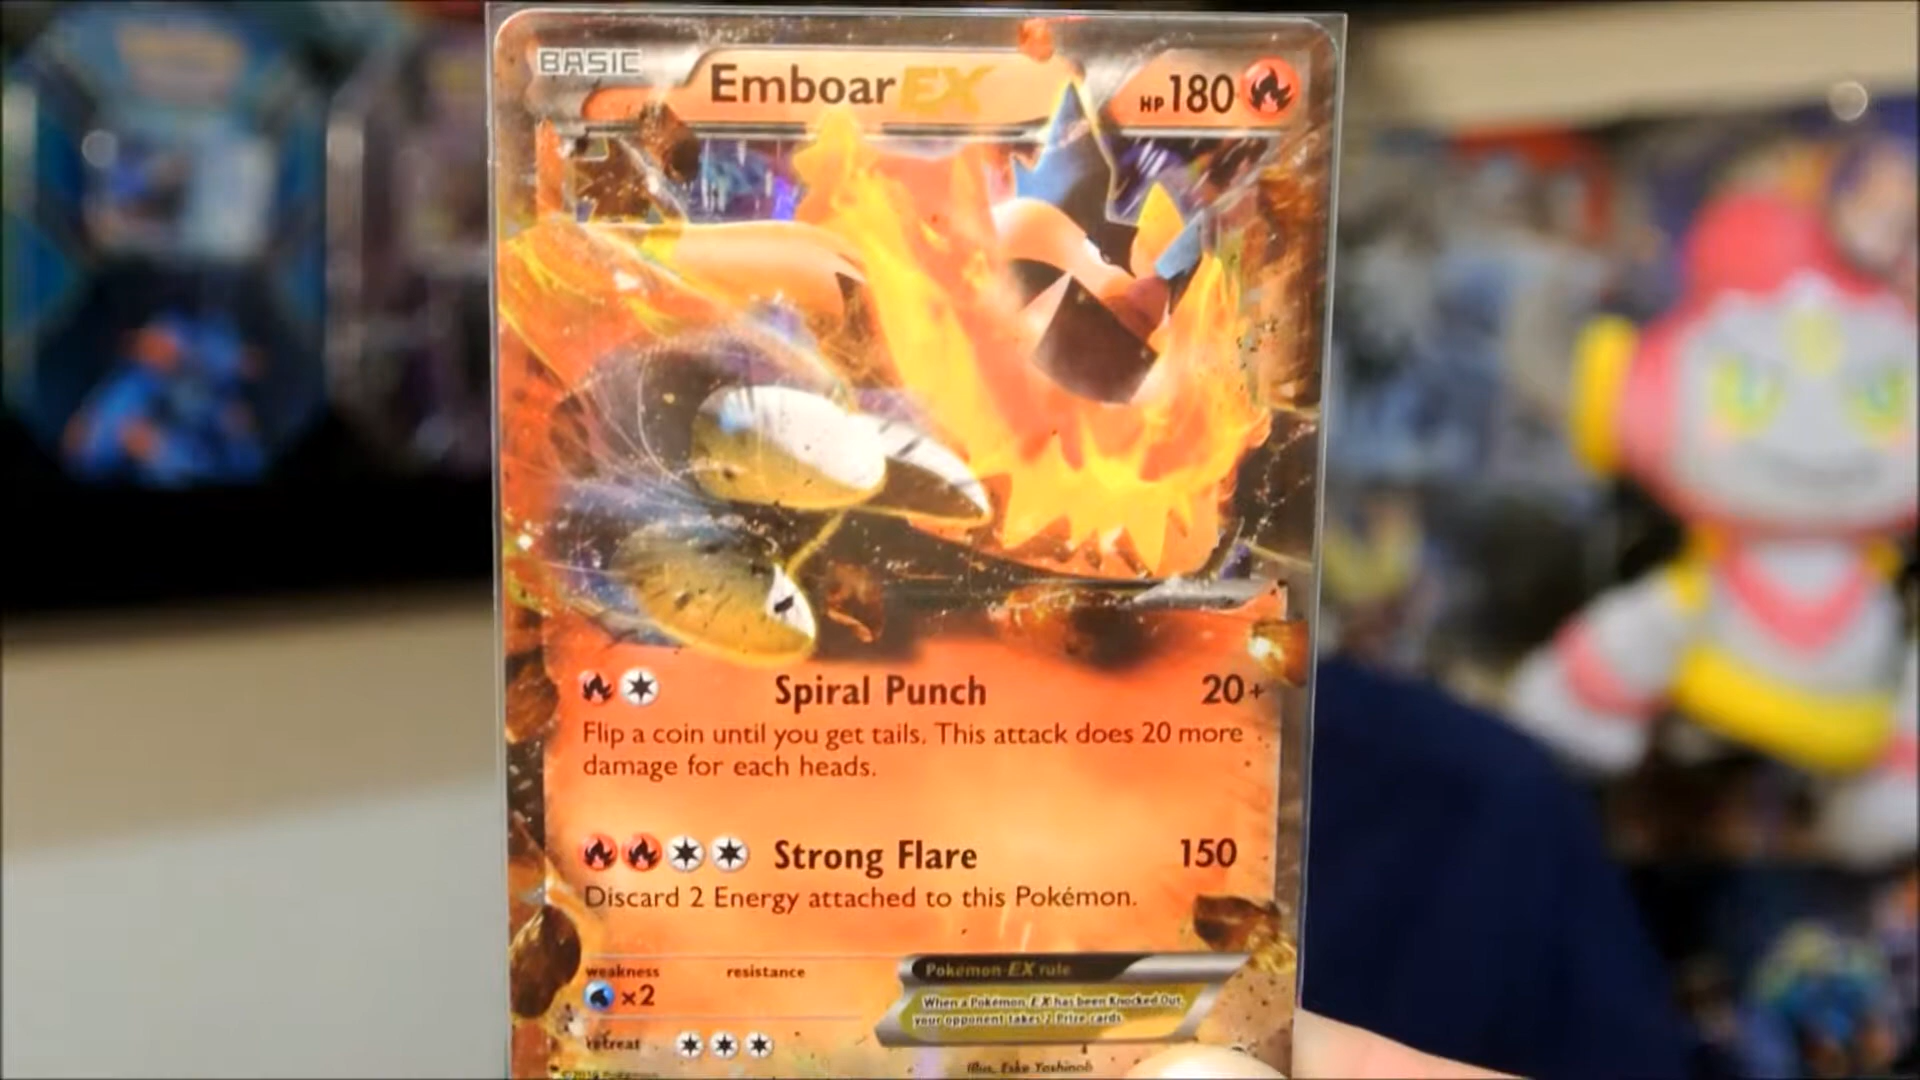 BASIC
Emboar EX
HP 180
Spiral Punch 20+
Flip a coin until you get tails. This attack does 20 more
damage for each heads.
Strong Flare 150
Discard 2 Energy attached to this Pokémon.
weakness resistance
×2
Pokémon-EX rule
When a Pokémon-EX has been Knocked Out,
your opponent takes 2 Prize cards.
retreat
Illus. Eske Yoshinob
©2016 Pokémon